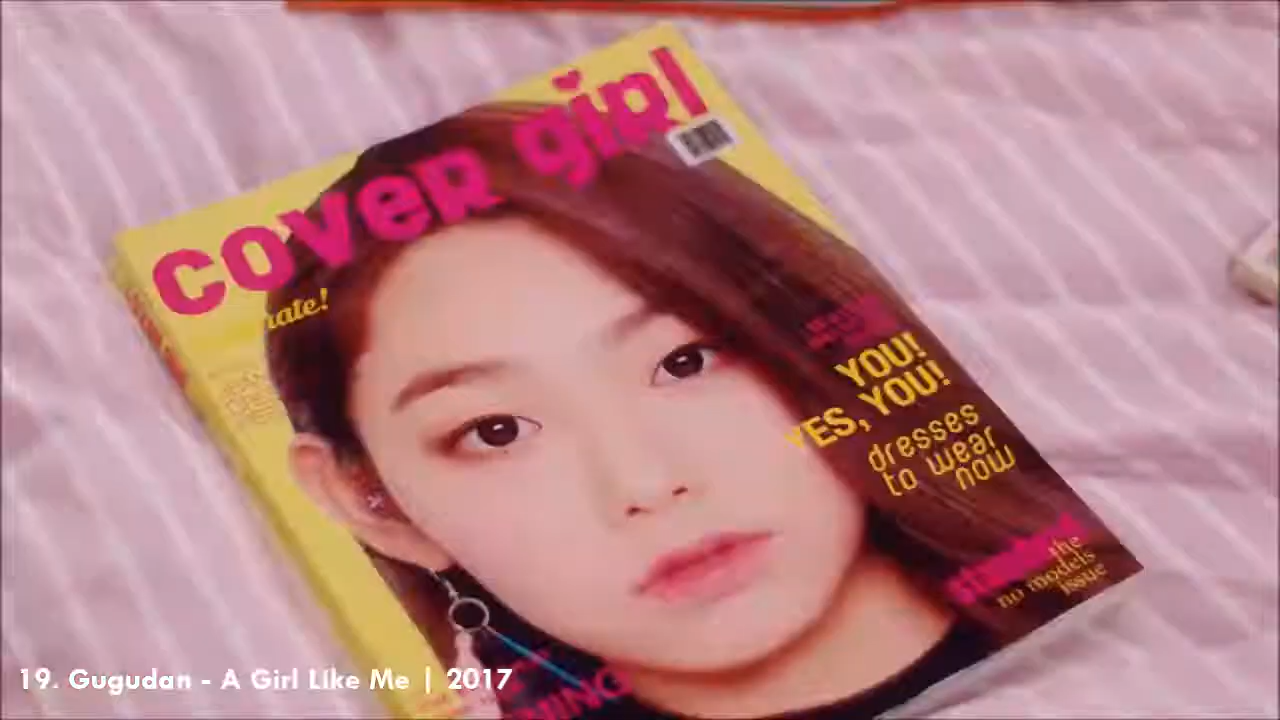 cover girl
YOU!
YES, YOU!
dresses
to wear
now
the
no models
issue
19. Gugudan - A Girl Like Me | 2017